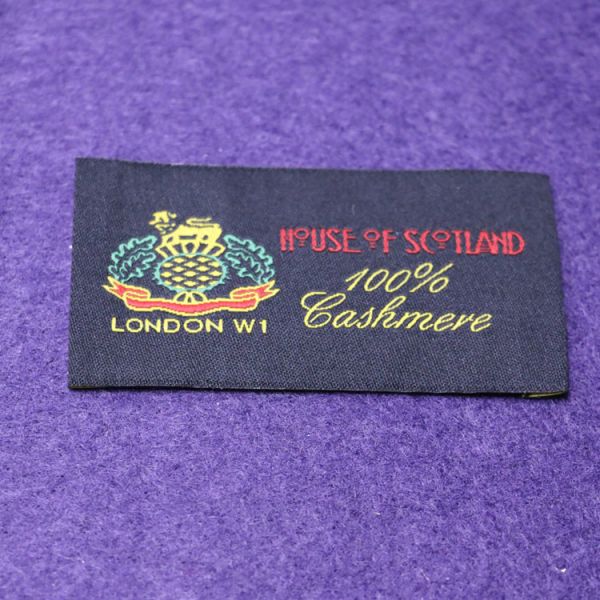 HOUSE OF SCOTLAND
100%
Cashmere
LONDON W1